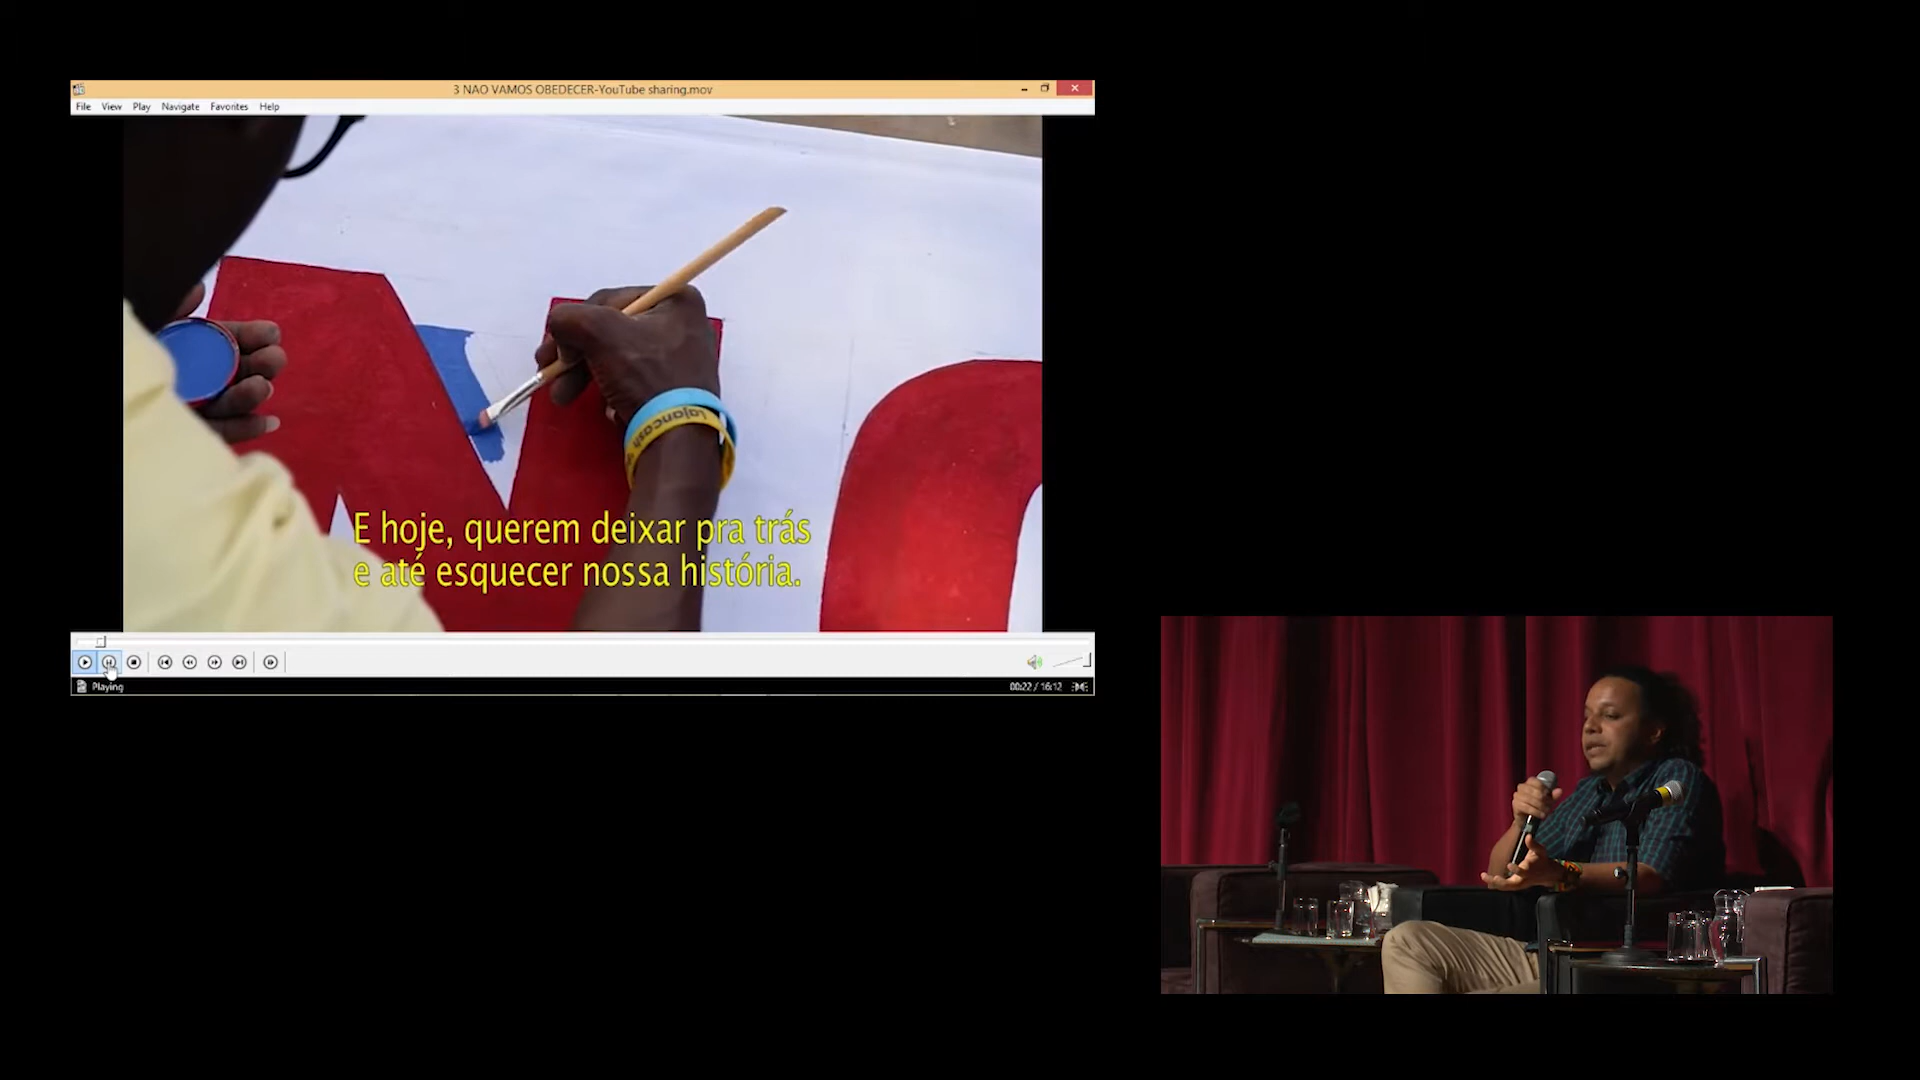 3 NAO VAMOS OBEDECER-YouTube sharing.mov
File View Play Navigate Favorites Help
lajancash
E hoje, querem deixar pra trás
e até esquecer nossa história.
Playing
00:22 / 16:12